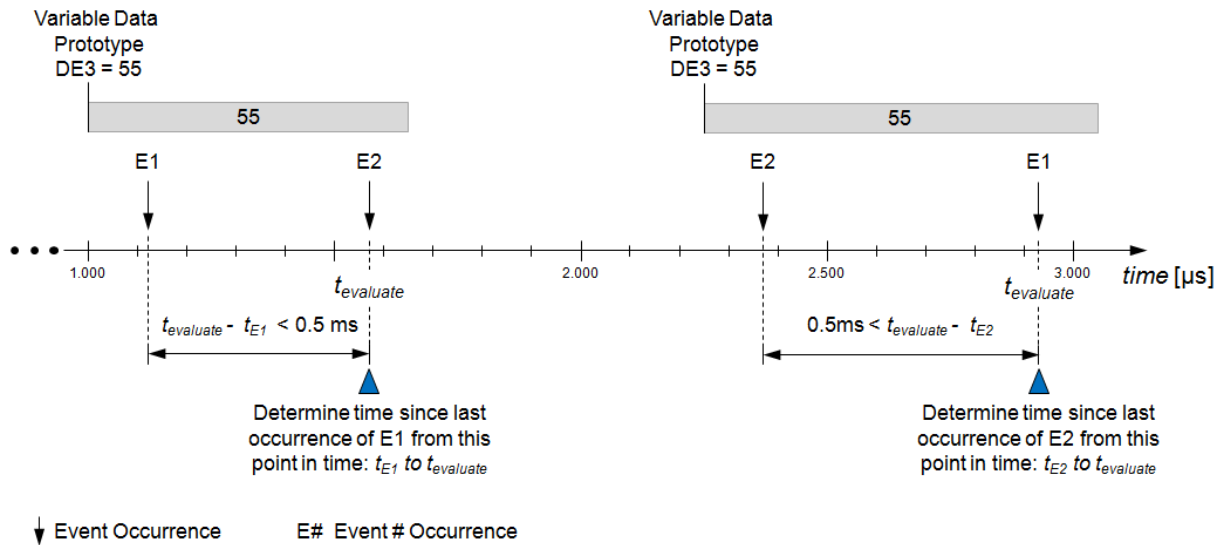 Variable Data
Prototype
DE3 = 55
Variable Data
Prototype
DE3 = 55
55
55
E1
E2
E2
E1
1.000
2.000
2.500
3.000
time [µs]
tevaluate
tevaluate
tevaluate - tE1 < 0.5 ms
0.5ms < tevaluate - tE2
Determine time since last
occurrence of E1 from this
point in time: tE1 to tevaluate
Determine time since last
occurrence of E2 from this
point in time: tE2 to tevaluate
Event Occurrence
E# Event # Occurrence